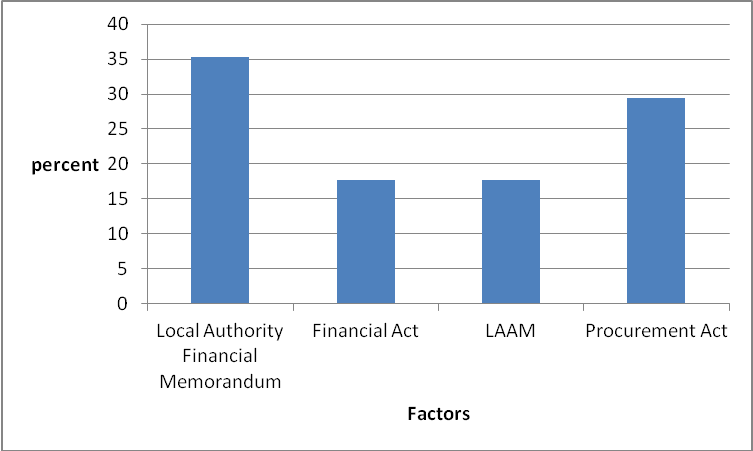 40
35
30
25
20
15
10
5
0
percent
Local Authority
Financial
Memorandum
Financial Act
LAAM
Procurement Act
Factors